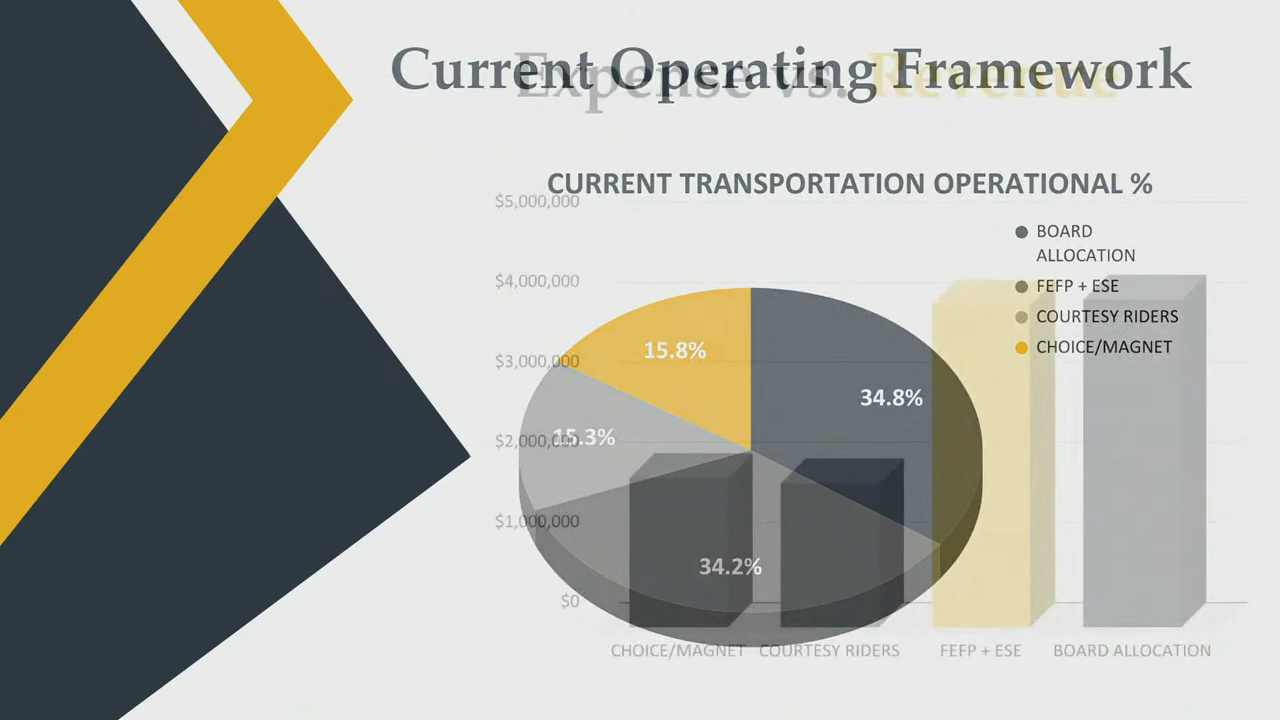 Current Operating Framework
Expense vs. Revenue
CURRENT TRANSPORTATION OPERATIONAL %
$5,000,000
$4,000,000
$3,000,000
$2,000,000
$1,000,000
$0
BOARD
ALLOCATION
FEFP + ESE
COURTESY RIDERS
CHOICE/MAGNET
15.8%
34.8%
15.3%
34.2%
CHOICE/MAGNET COURTESY RIDERS FEFP + ESE BOARD ALLOCATION